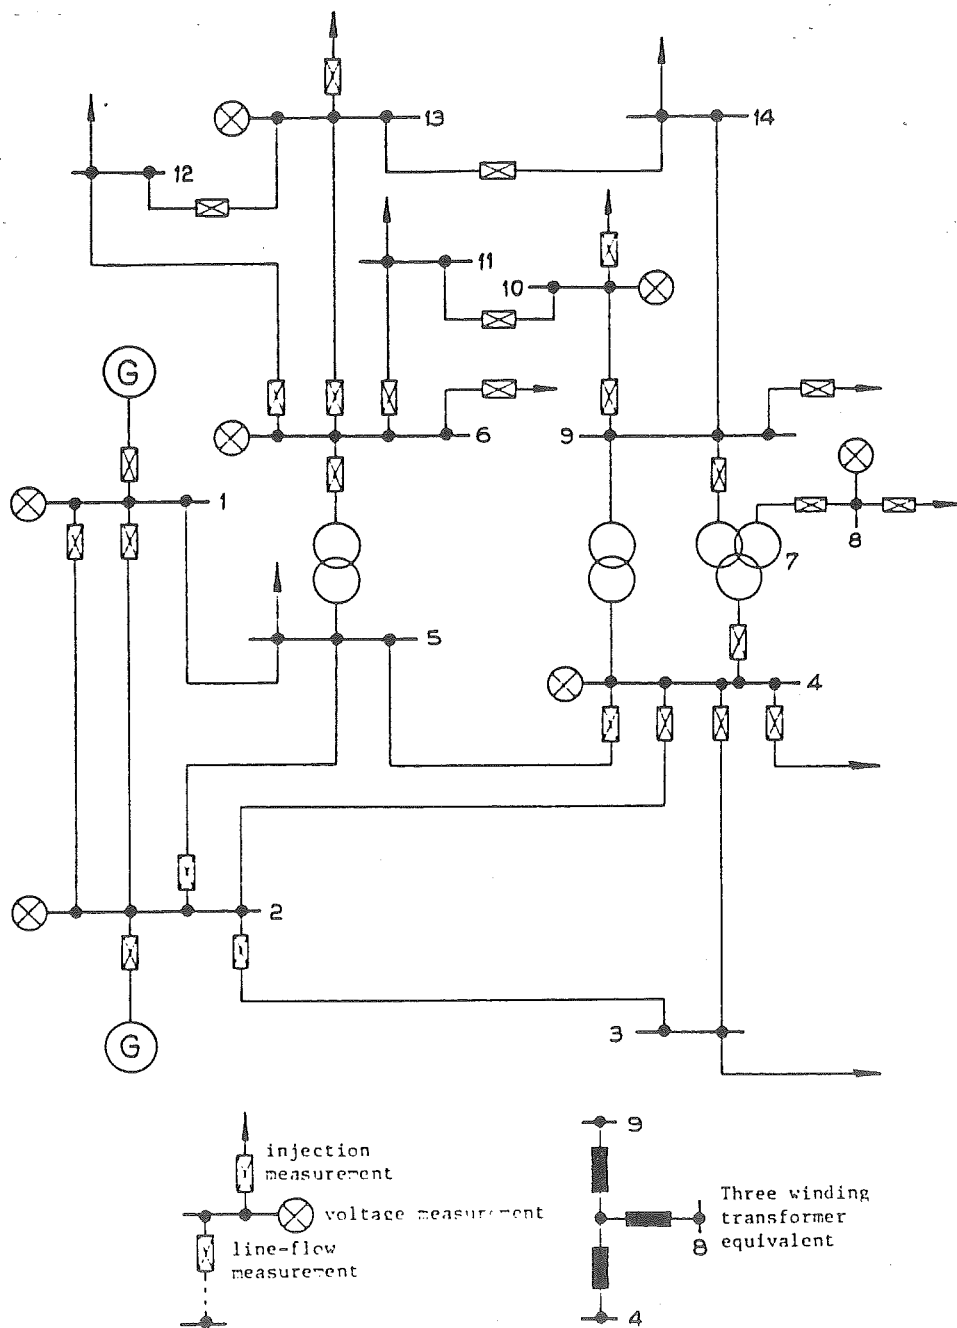 13
14
12
11
10
G
6
9
1
8
7
5
4
2
3
G
injection
measurement
voltage measurement
line-flow
measurement
9
Three winding
transformer
equivalent
8
4